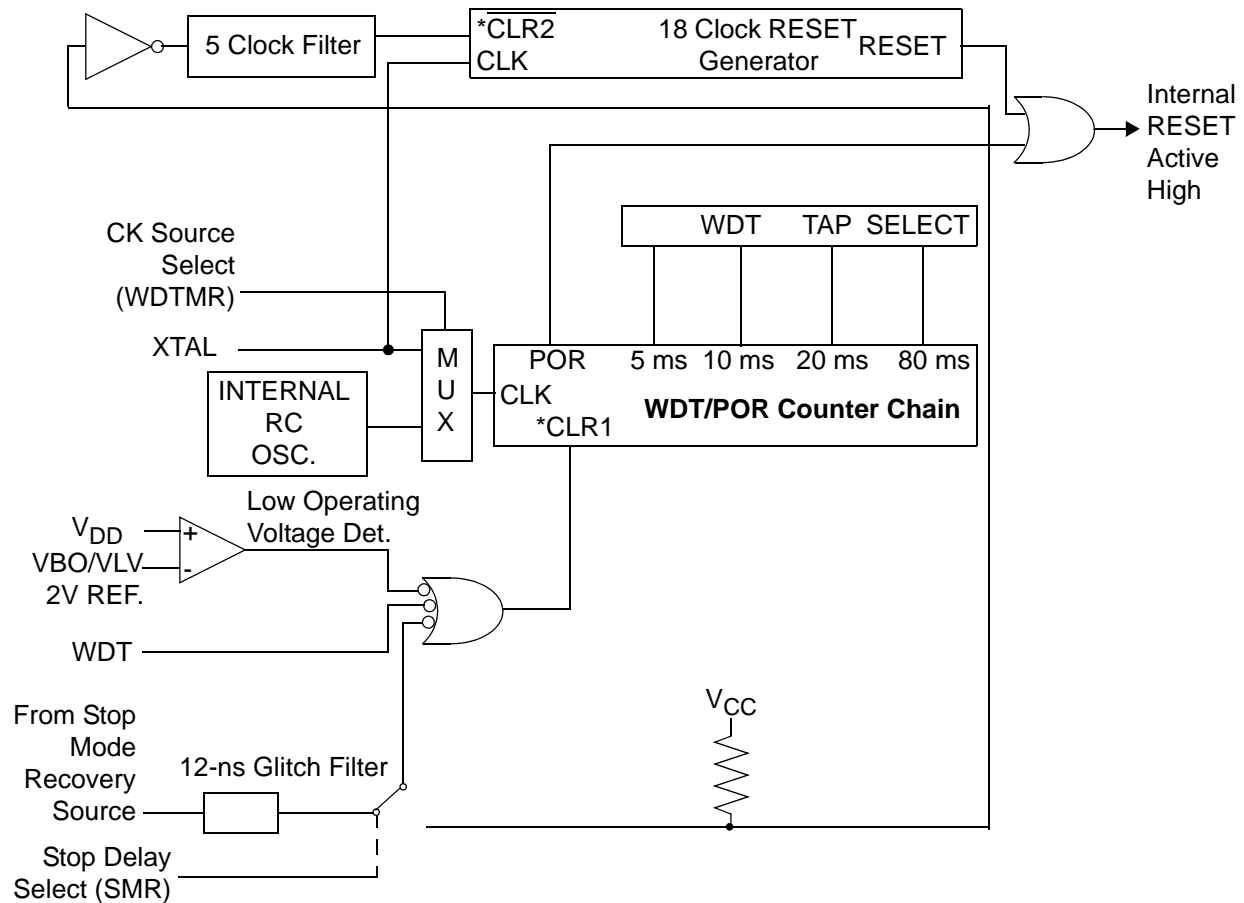 5 Clock Filter
*CLR2
CLK
18 Clock RESET
Generator
RESET
Internal
RESET
Active
High
WDT TAP SELECT
CK Source
Select
(WDTMR)
XTAL
INTERNAL
RC
OSC.
M
U
X
POR 5 ms 10 ms 20 ms 80 ms
CLK
WDT/POR Counter Chain
*CLR1
Low Operating
Voltage Det.
VDD
+
VBO/VLV
-
2V REF.
WDT
From Stop
Mode
Recovery
Source
12-ns Glitch Filter
VCC
Stop Delay
Select (SMR)